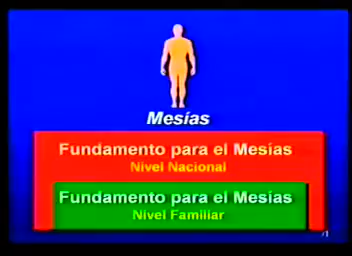 Mesías
Fundamento para el Mesías
Nivel Nacional
Fundamento para el Mesías
Nivel Familiar